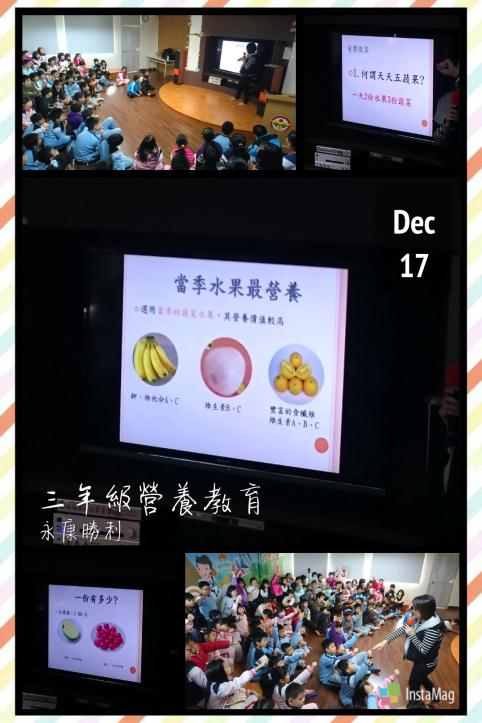 有獎徵答
1.何謂天天五蔬果?
一天2份水果3份蔬菜
Dec
17
當季水果最營養
選用當季的蔬菜水果,其營養價值較高
鉀、維他命A、C
維生素B、C
豐富的食纖維
維生素A、B、C
三年級營養教育
永康勝利
一份有多少?
InstaMag